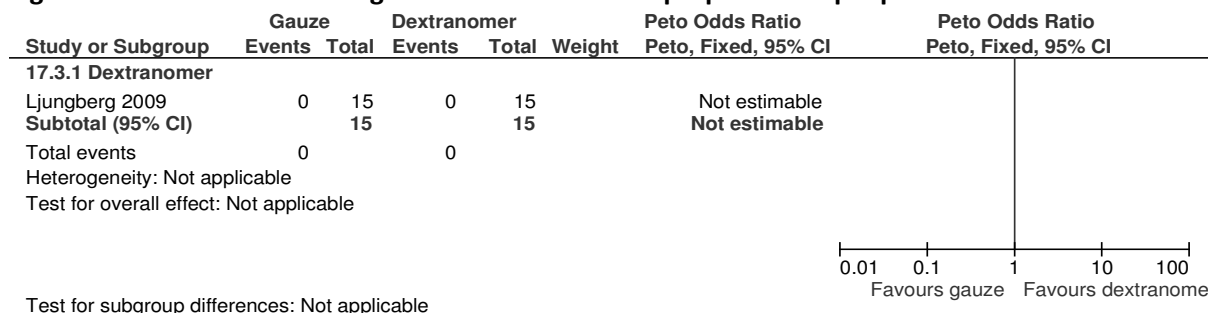 Gauze Dextranomer Peto Odds Ratio Peto Odds Ratio
Study or Subgroup Events Total Events Total Weight Peto, Fixed, 95% CI Peto, Fixed, 95% CI
17.3.1 Dextranomer
Ljungberg 2009 0 15 0 15 Not estimable
Subtotal (95% CI) 15 15 Not estimable
Total events 0 0
Heterogeneity: Not applicable
Test for overall effect: Not applicable
0.01 0.1 1 10 100
Favours gauze Favours dextranome
Test for subgroup differences: Not applicable